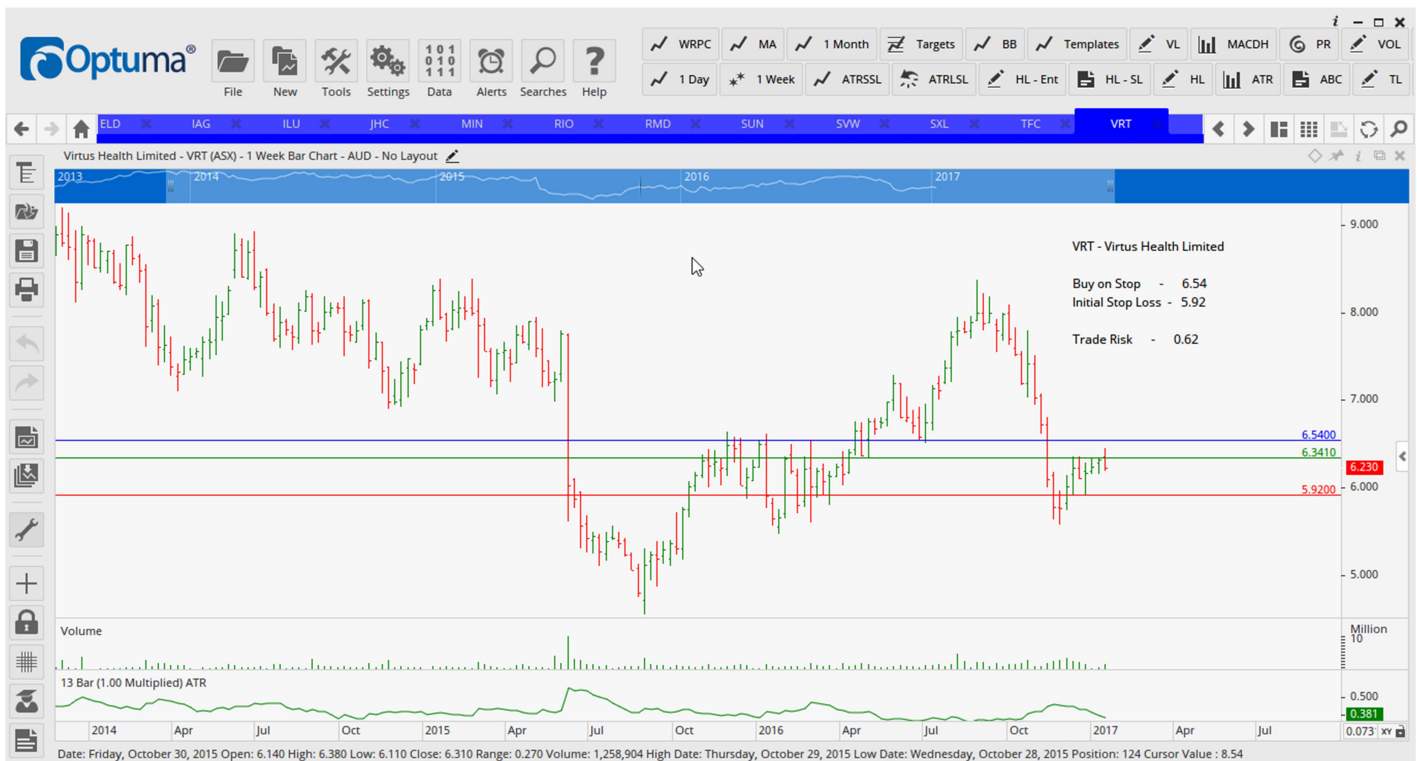 i
Optuma®
File New Tools Settings Data Alerts Searches Help
WRPC MA 1 Month Targets BB Templates VL MACDH PR VOL
1 Day 1 Week ATRSSL ATRLSL HL - Ent HL - SL HL ATR ABC TL
ELD IAG ILU JHC MIN RIO RMD SUN SVW SXL TFC VRT
Virtus Health Limited - VRT (ASX) - 1 Week Bar Chart - AUD - No Layout
2013 2014 2015 2016 2017
9.000
VRT - Virtus Health Limited
Buy on Stop - 6.54
Initial Stop Loss - 5.92
8.000
Trade Risk - 0.62
7.000
6.5400
6.3410
6.230
6.000
5.9200
5.000
Volume
Million
10
13 Bar (1.00 Multiplied) ATR
0.500
0.381
2014 Apr Jul Oct 2015 Apr Jul Oct 2016 Apr Jul Oct 2017 Apr Jul 0.073 XY
Date: Friday, October 30, 2015 Open: 6.140 High: 6.380 Low: 6.110 Close: 6.310 Range: 0.270 Volume: 1,258,904 High Date: Thursday, October 29, 2015 Low Date: Wednesday, October 28, 2015 Position: 124 Cursor Value : 8.54